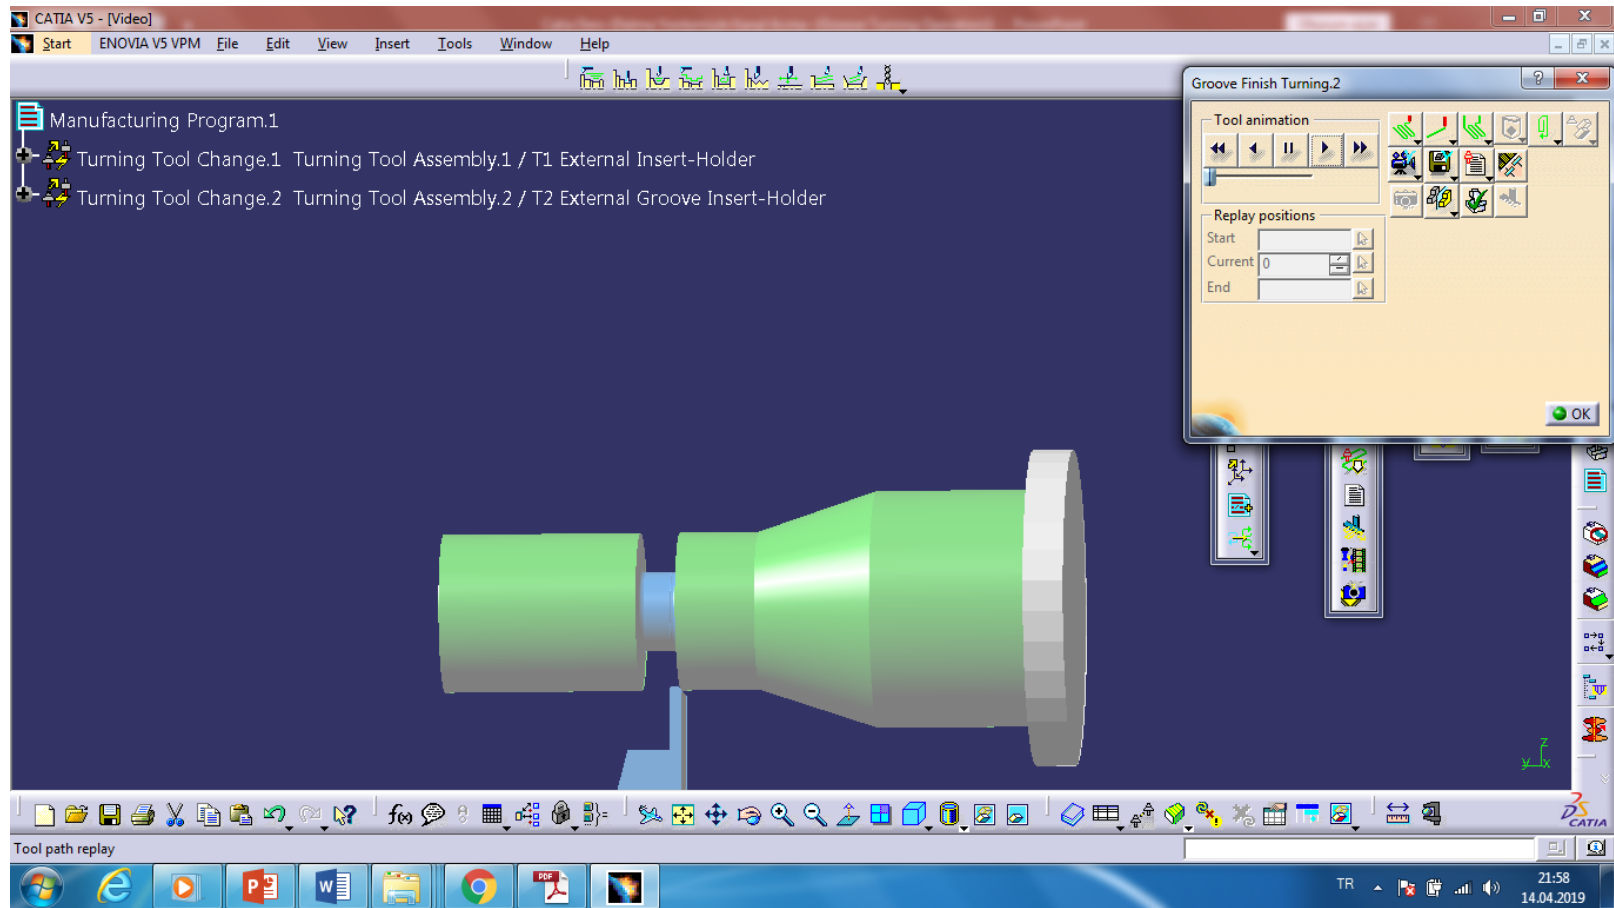 CATIA V5 - [Video]
Start ENOVIA V5 VPM File Edit View Insert Tools Window Help
Groove Finish Turning.2
Tool animation
Replay positions
Start
Current 0
End
OK
Manufacturing Program.1
Turning Tool Change.1 Turning Tool Assembly.1 / T1 External Insert-Holder
Turning Tool Change.2 Turning Tool Assembly.2 / T2 External Groove Insert-Holder
z
y x
f(x)
CATIA
Tool path replay
PDF
TR
21:58
14.04.2019